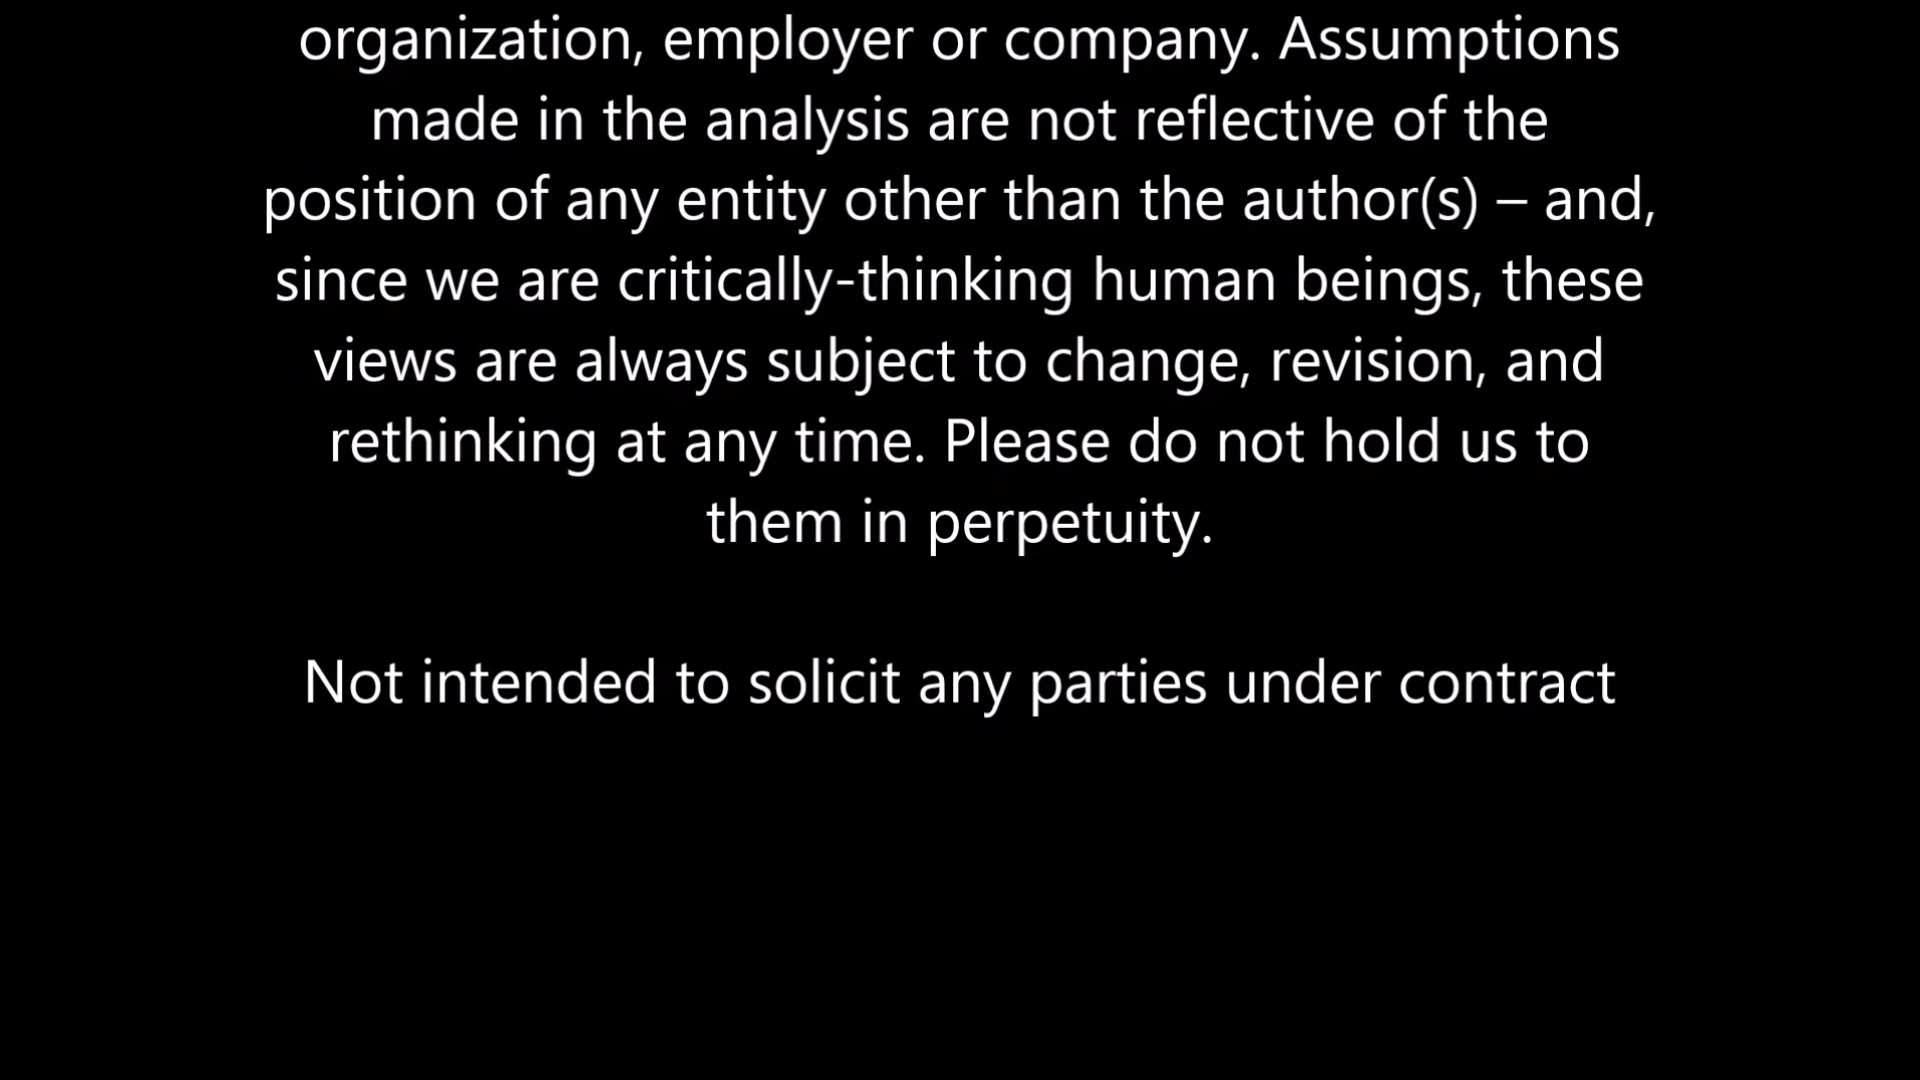 organization, employer or company. Assumptions
made in the analysis are not reflective of the
position of any entity other than the author(s) – and,
since we are critically-thinking human beings, these
views are always subject to change, revision, and
rethinking at any time. Please do not hold us to
them in perpetuity.
Not intended to solicit any parties under contract